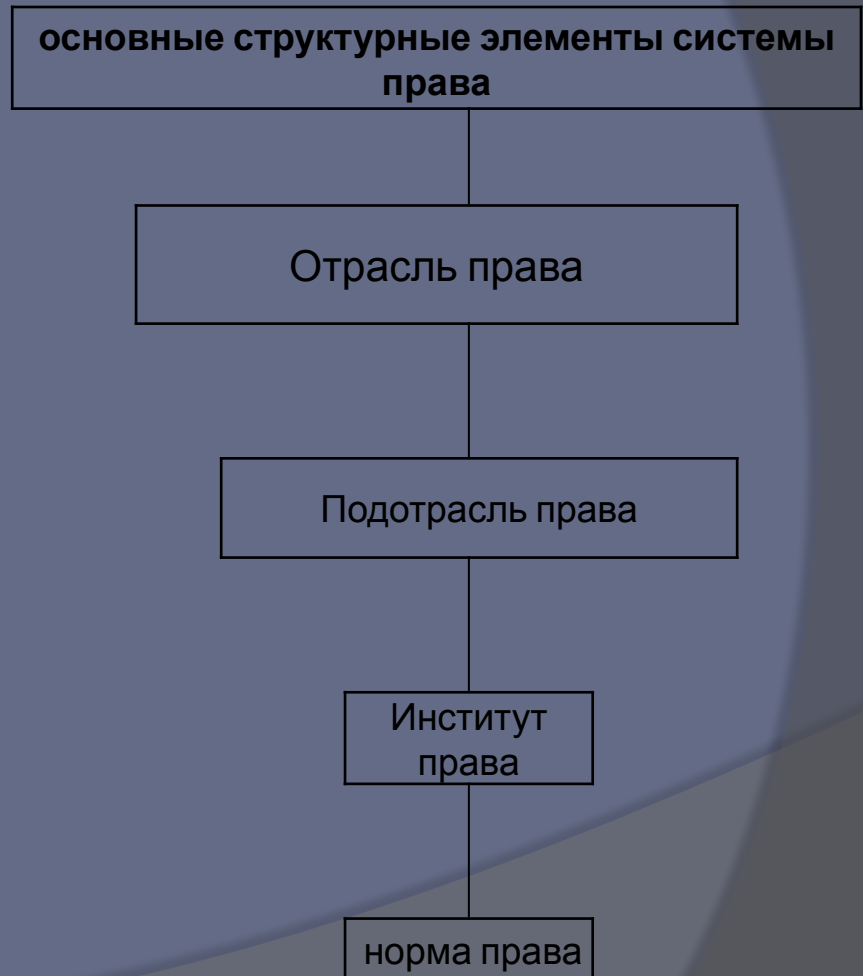 основные структурные элементы системы
права
Отрасль права
Подотрасль права
Институт
права
норма права